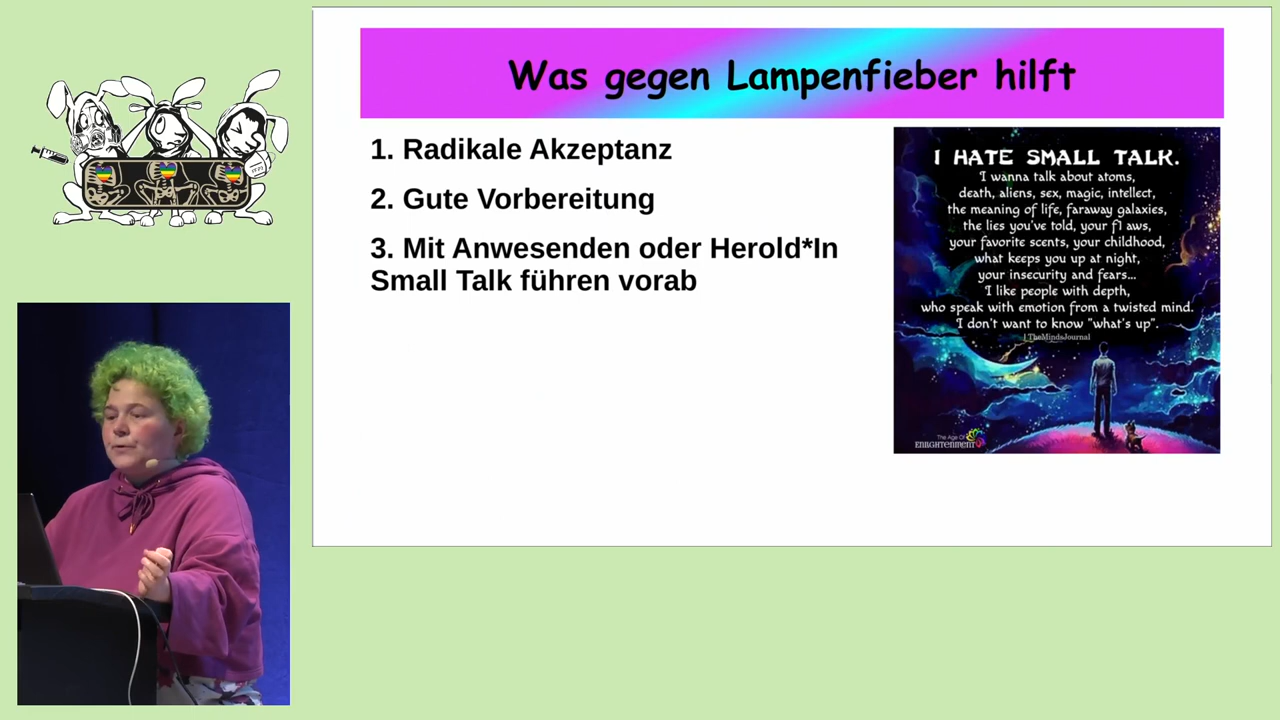 Was gegen Lampenfieber hilft
1. Radikale Akzeptanz
2. Gute Vorbereitung
3. Mit Anwesenden oder Herold*In
Small Talk führen vorab
I HATE SMALL TALK.
I wanna talk about atoms,
death, aliens, sex, magic, intellect,
the meaning of life, faraway galaxies,
the lies you've told, your fl aws,
your favorite scents, your childhood,
what keeps you up at night,
your insecurity and fears...
I like people with depth,
who speak with emotion from a twisted mind.
I don't want to know "what's up".
| TheMindsJournal
The Age Of
ENLIGHTENMENT